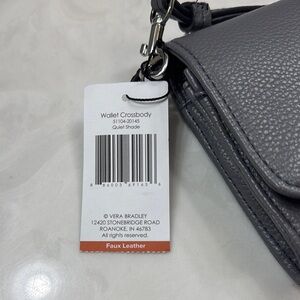 Wallet Crossbody
51104-20145
Quiet Shade
© VERA BRADLEY
12420 STONEBRIDGE ROAD
ROANOKE, IN 46783
All rights reserved.
Faux Leather